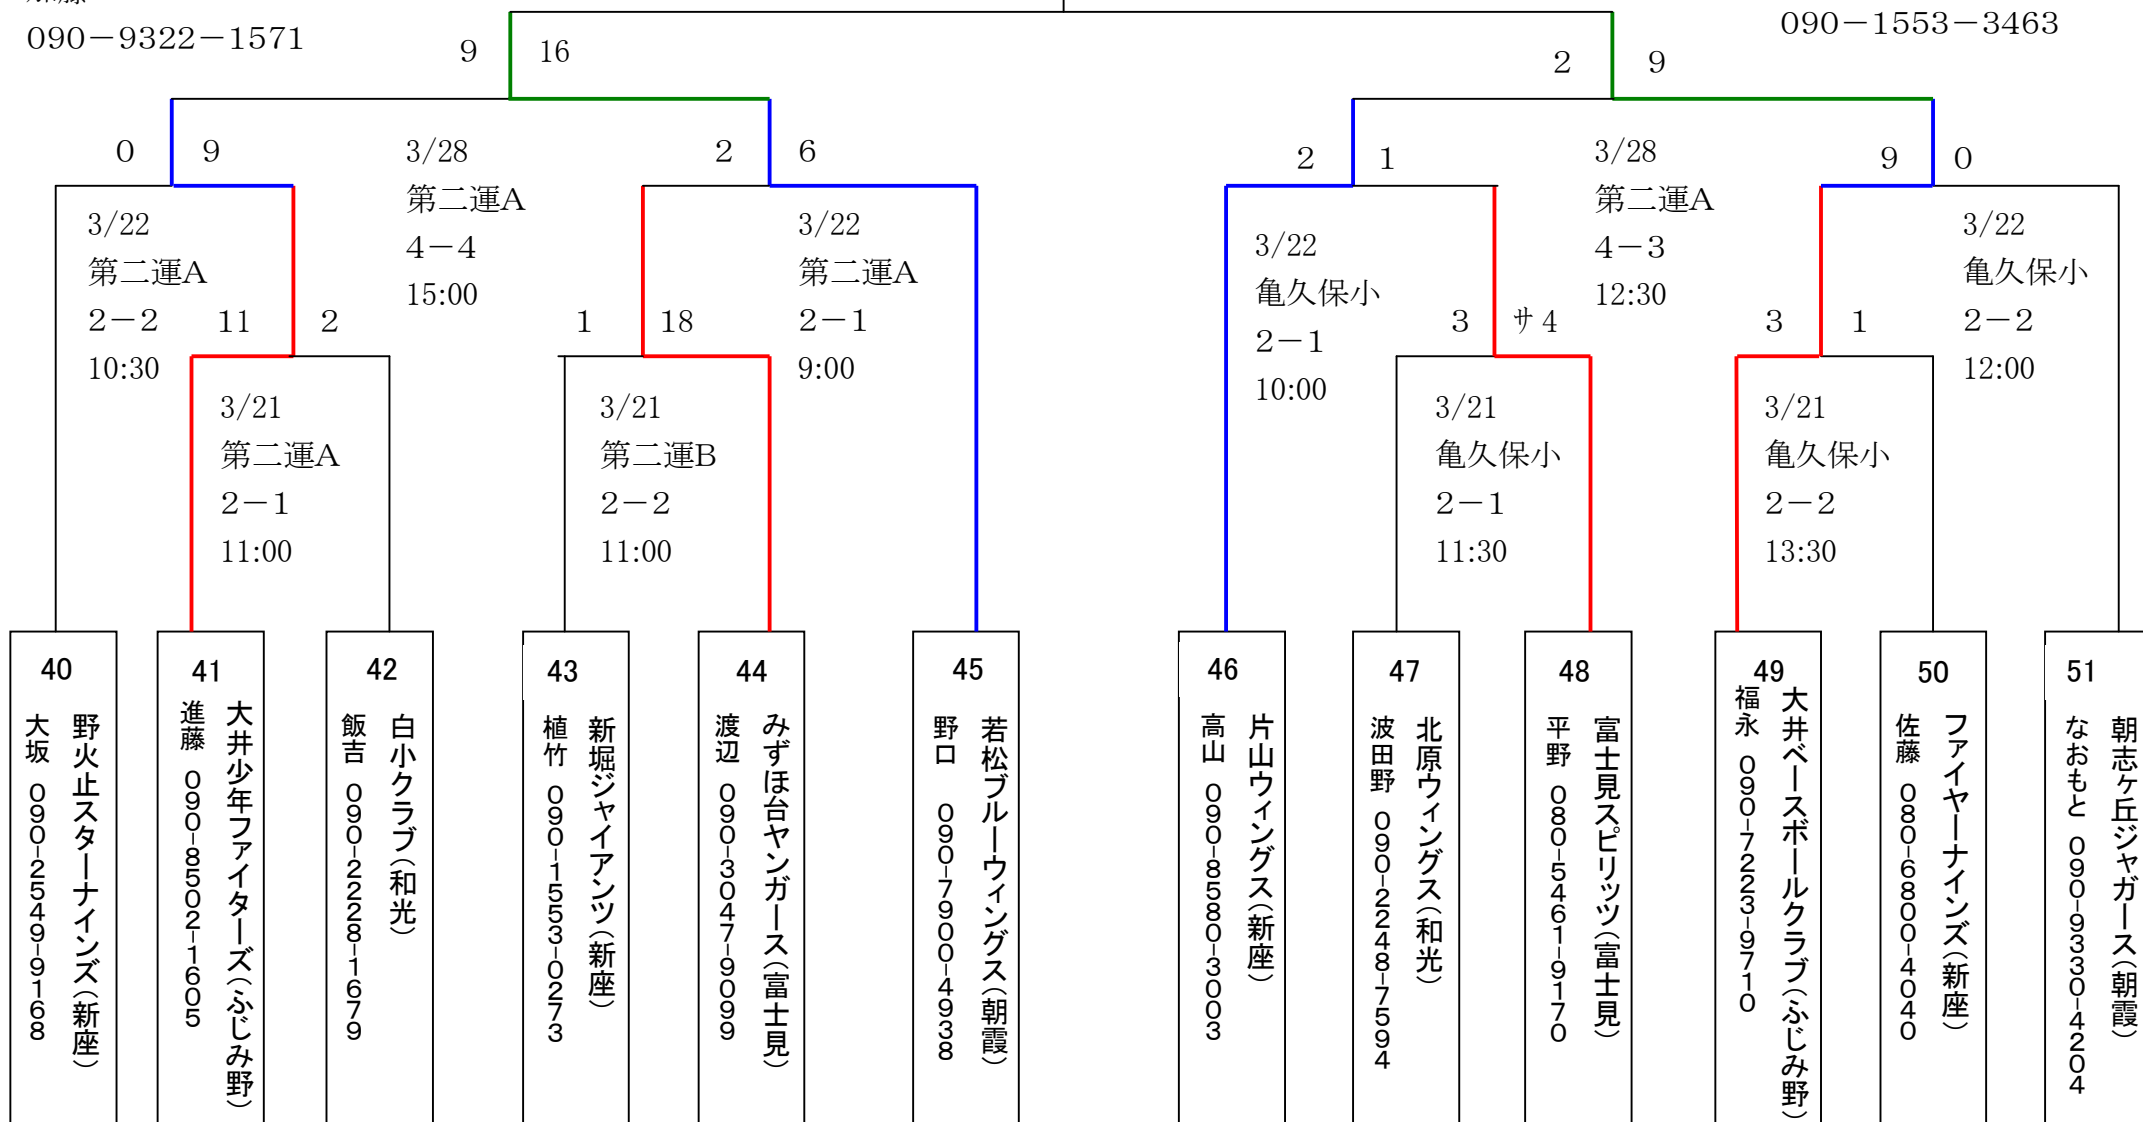 090－9322－1571
090－1553－3463
9 16
2 9
0 9
3/28
第二運A
4－4
15:00
2 6
2 1
3/28
第二運A
4－3
12:30
9 0
3/22
第二運A
2－2
10:30
3/22
第二運A
2－1
9:00
3/22
亀久保小
2－1
10:00
3/22
亀久保小
2－2
12:00
11 2
1 18
3 サ4
3 1
3/21
第二運A
2－1
11:00
3/21
第二運B
2－2
11:00
3/21
亀久保小
2－1
11:30
3/21
亀久保小
2－2
13:30
40
野火止スターナインズ（新座）
大坂 090-2549-9168
41
大井少年ファイターズ（ふじみ野）
進藤 090-8502-1605
42
白小クラブ（和光）
飯吉 090-2228-1679
43
新堀ジャイアンツ（新座）
植竹 090-1553-0273
44
みずほ台ヤンガース（富士見）
渡辺 090-3047-9099
45
若松ブルーウィングス（朝霞）
野口 090-7900-4938
46
片山ウィングス（新座）
高山 090-8580-3003
47
北原ウィングス（和光）
波田野 090-2248-7594
48
富士見スピリッツ（富士見）
平野 080-5461-9170
49
大井ベースボールクラブ（ふじみ野）
福永 090-7223-9710
50
ファイヤーナインズ（新座）
佐藤 080-6800-4040
51
朝志ヶ丘ジャガース（朝霞）
なおもと 090-9330-4204